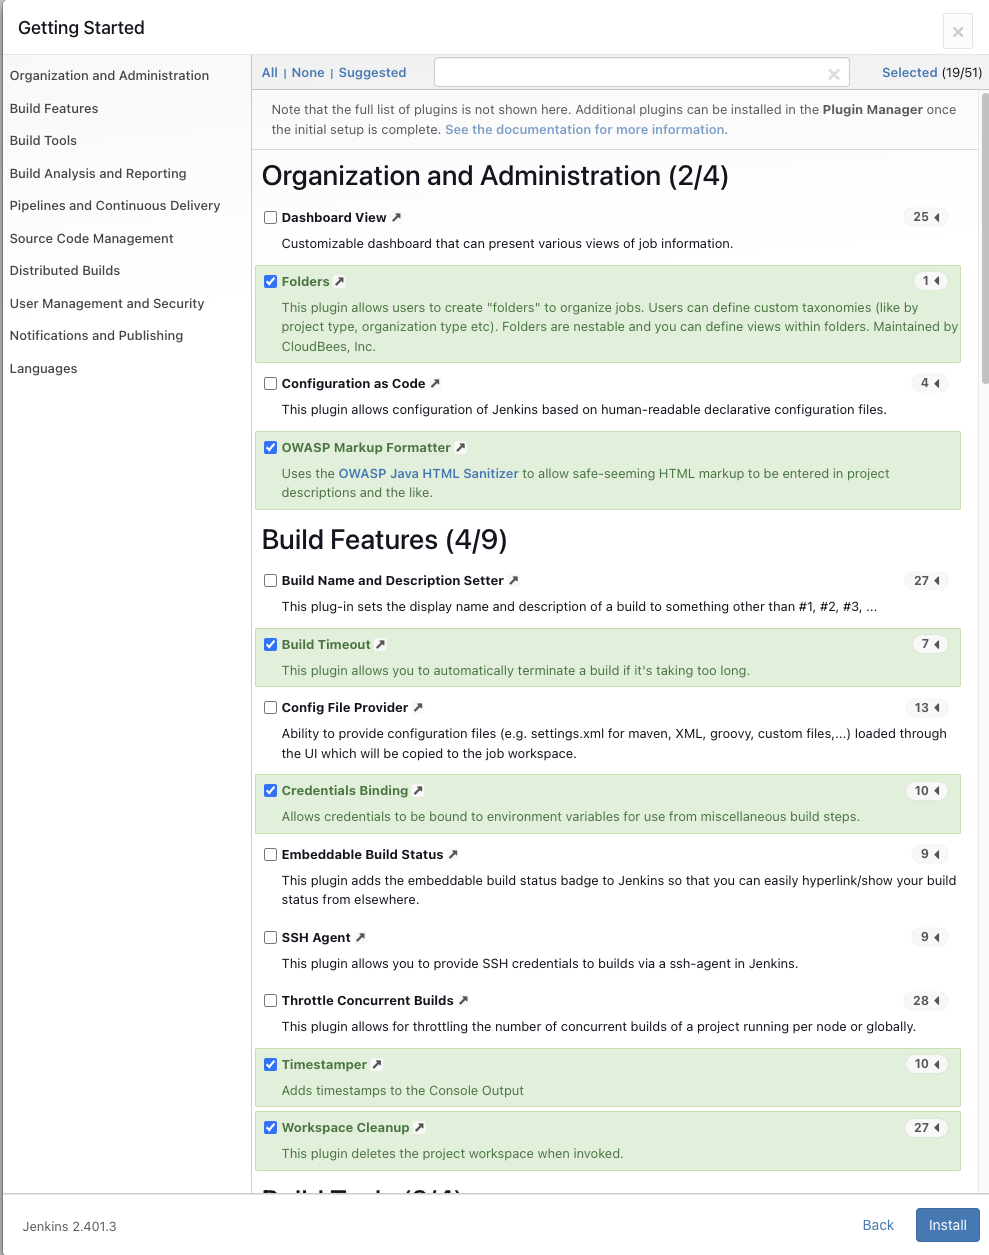 Getting Started
Organization and Administration
Build Features
Build Tools
Build Analysis and Reporting
Pipelines and Continuous Delivery
Source Code Management
Distributed Builds
User Management and Security
Notifications and Publishing
Languages
All | None | Suggested
Selected (19/51)
Note that the full list of plugins is not shown here. Additional plugins can be installed in the Plugin Manager once
the initial setup is complete. See the documentation for more information.
Organization and Administration (2/4)
Dashboard View 25
Customizable dashboard that can present various views of job information.
Folders 1
This plugin allows users to create "folders" to organize jobs. Users can define custom taxonomies (like by
project type, organization type etc). Folders are nestable and you can define views within folders. Maintained by
CloudBees, Inc.
Configuration as Code 4
This plugin allows configuration of Jenkins based on human-readable declarative configuration files.
OWASP Markup Formatter
Uses the OWASP Java HTML Sanitizer to allow safe-seeming HTML markup to be entered in project
descriptions and the like.
Build Features (4/9)
Build Name and Description Setter 27
This plug-in sets the display name and description of a build to something other than #1, #2, #3, ...
Build Timeout 7
This plugin allows you to automatically terminate a build if it's taking too long.
Config File Provider 13
Ability to provide configuration files (e.g. settings.xml for maven, XML, groovy, custom files,...) loaded through
the UI which will be copied to the job workspace.
Credentials Binding 10
Allows credentials to be bound to environment variables for use from miscellaneous build steps.
Embeddable Build Status 9
This plugin adds the embeddable build status badge to Jenkins so that you can easily hyperlink/show your build
status from elsewhere.
SSH Agent 9
This plugin allows you to provide SSH credentials to builds via a ssh-agent in Jenkins.
Throttle Concurrent Builds 28
This plugin allows for throttling the number of concurrent builds of a project running per node or globally.
Timestamper 10
Adds timestamps to the Console Output
Workspace Cleanup 27
This plugin deletes the project workspace when invoked.
Jenkins 2.401.3
Back
Install